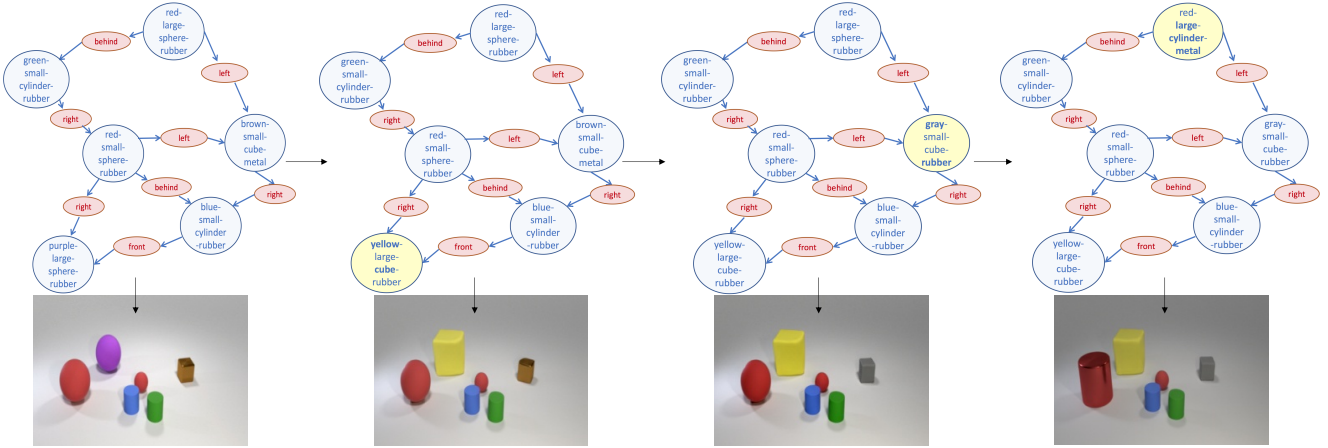 red-
large-
sphere-
rubber
behind
green-
small-
cylinder-
rubber
left
right
red-
small-
sphere-
rubber
left
brown-
small-
cube-
metal
behind
right
right
blue-
small-
cylinder
-rubber
front
purple-
large-
sphere-
rubber
red-
large-
sphere-
rubber
behind
green-
small-
cylinder-
rubber
left
right
red-
small-
sphere-
rubber
left
brown-
small-
cube-
metal
behind
right
right
blue-
small-
cylinder
-rubber
front
yellow-
large-
cube-
rubber
red-
large-
sphere-
rubber
behind
green-
small-
cylinder-
rubber
left
right
red-
small-
sphere-
rubber
left
gray-
small-
cube-
rubber
behind
right
right
blue-
small-
cylinder
-rubber
front
yellow-
large-
cube-
rubber
red-
large-
cylinder-
metal
behind
green-
small-
cylinder-
rubber
left
right
red-
small-
sphere-
rubber
left
gray-
small-
cube-
rubber
behind
right
right
blue-
small-
cylinder
-rubber
front
yellow-
large-
cube-
rubber